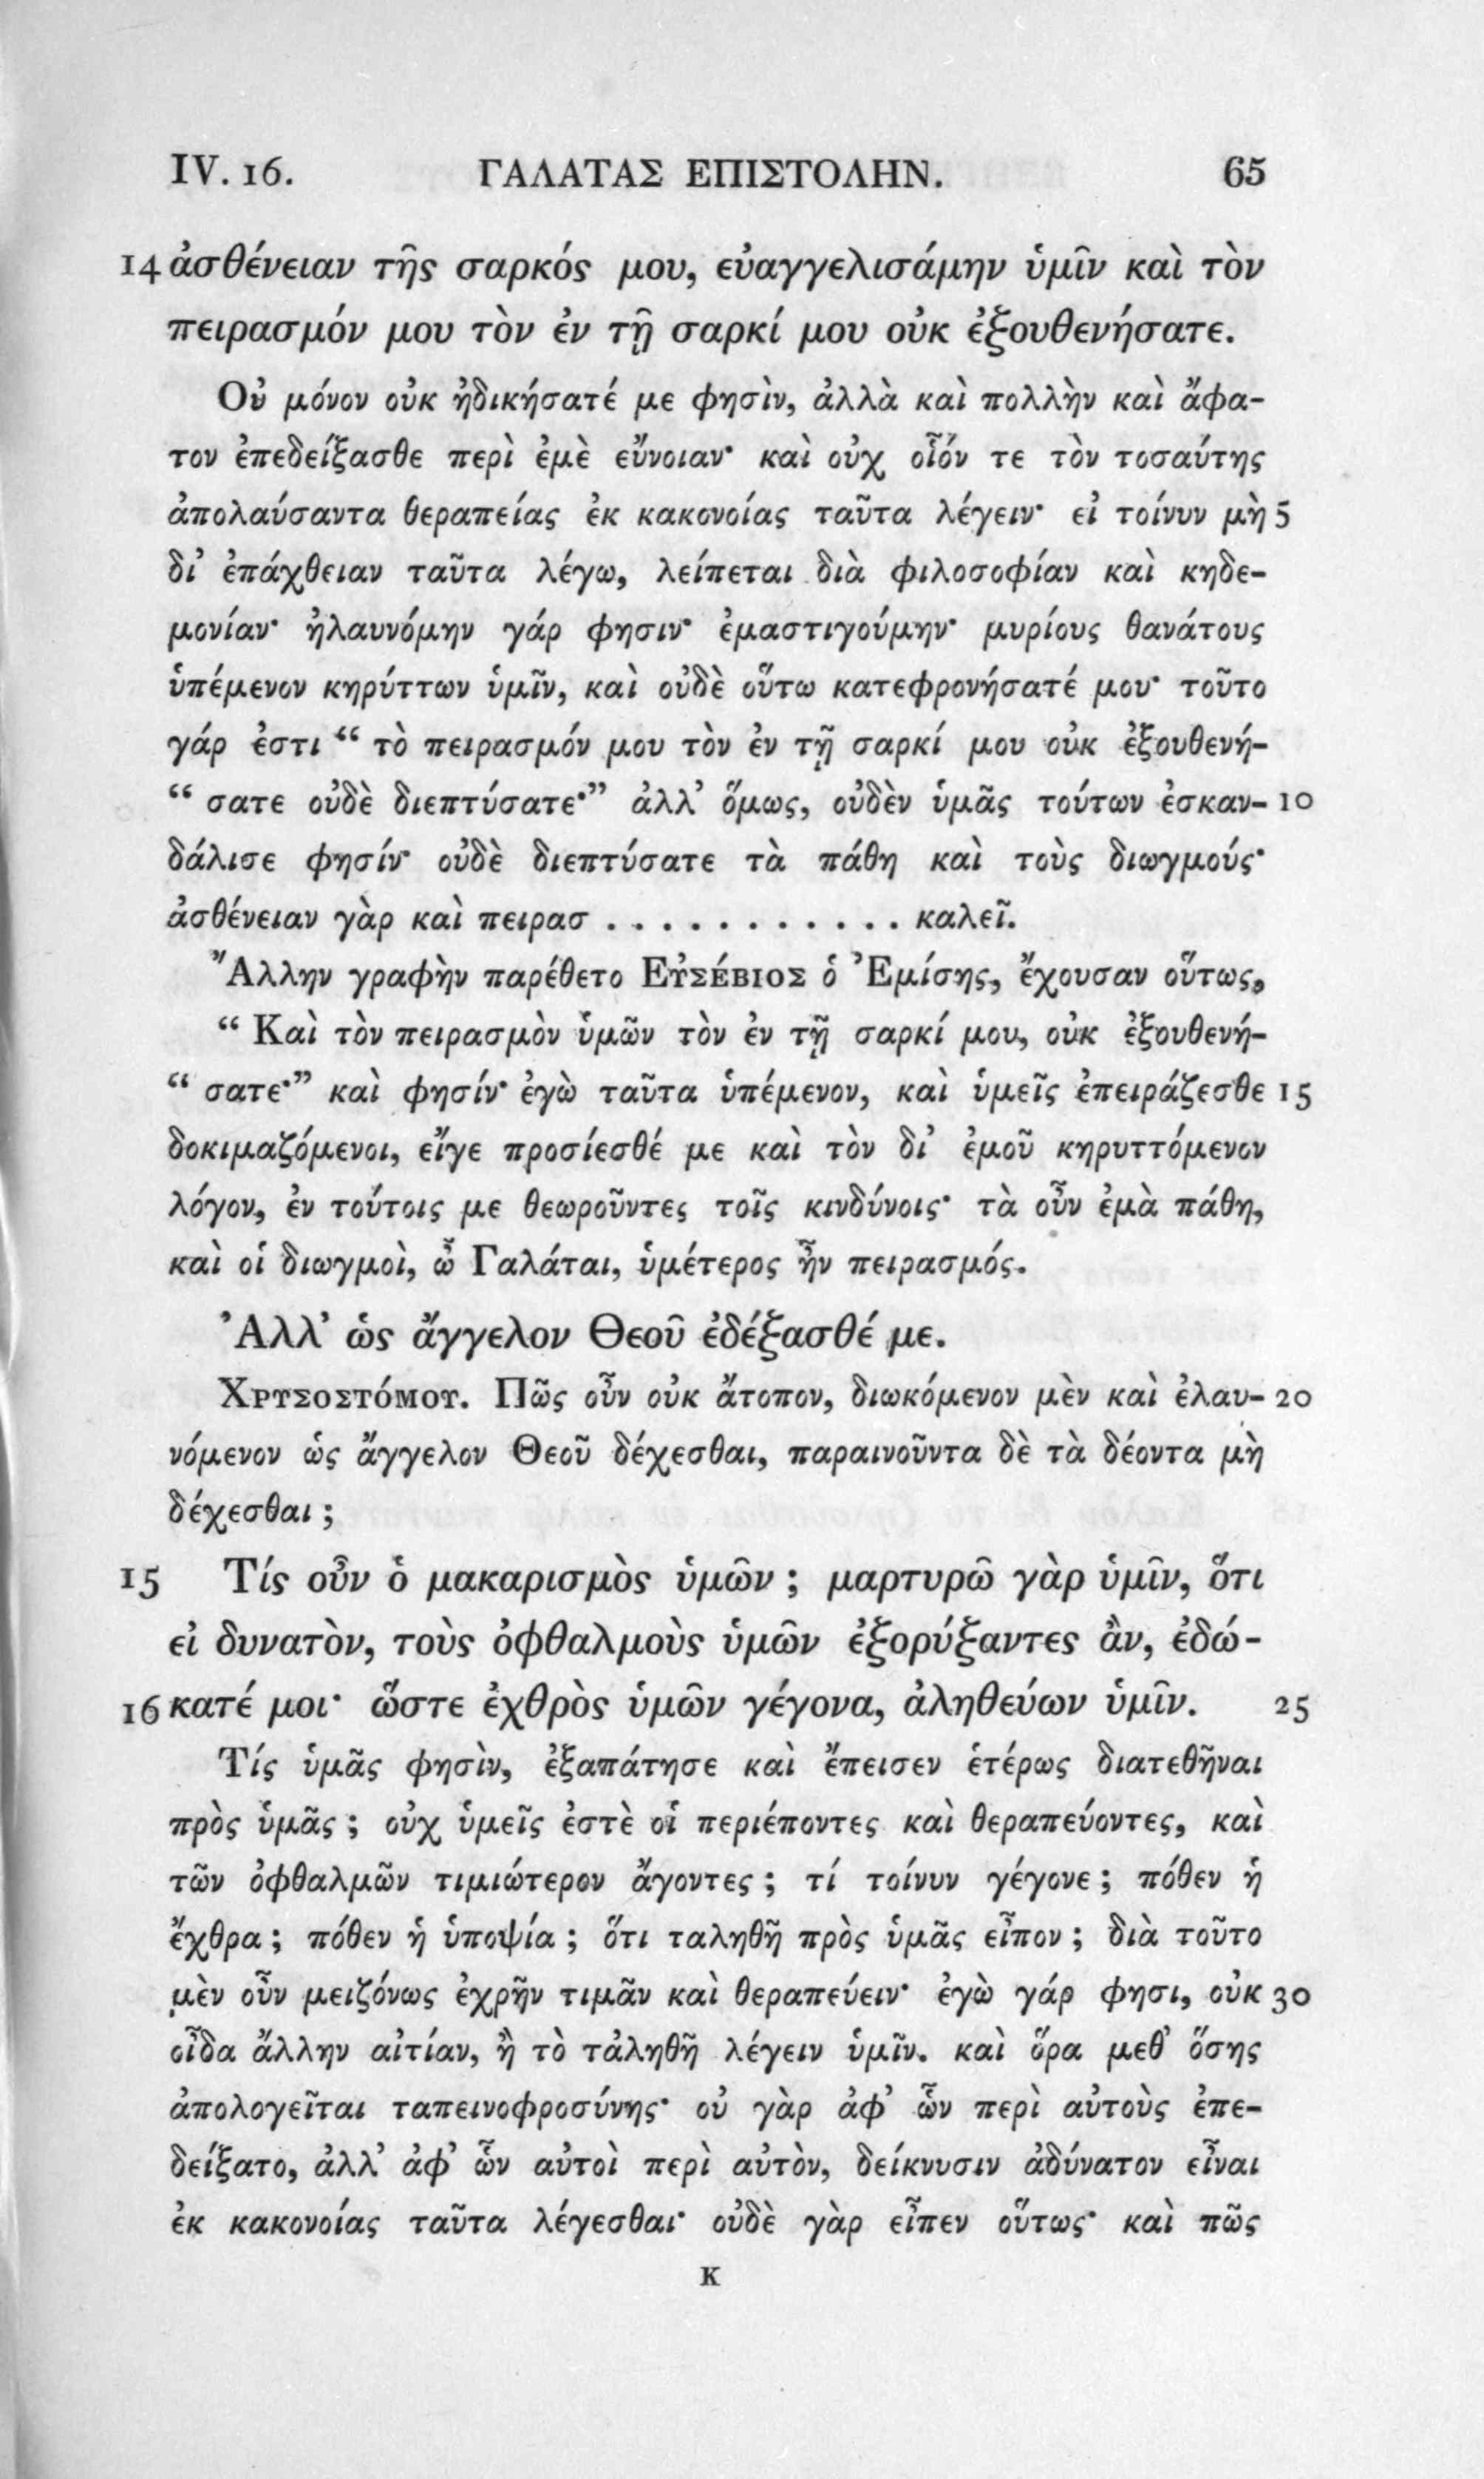 IV. 16. ΓΑΛΑΤΑΣ ΕΠΙΣΤΟΛΗΝ. 65
14 ἀσθένειαν τῆς σαρκός μου, εὐαγγελισάμην ὑμῖν καὶ τὸν
πειρασμόν μου τὸν ἐν τῇ σαρκί μου οὐκ ἐξουθενήσατε.
Οὐ μόνον οὐκ ἠδικήσατέ με φησὶν, ἀλλὰ καὶ πολλὴν καὶ ἄφα-
τον ἐπεδείξασθε περὶ ἐμὲ εὔνοιαν· καὶ οὐχ οἷόν τε τὸν τοσαύτης
ἀπολαύσαντα θεραπείας ἐκ κακονοίας ταῦτα λέγειν· εἰ τοίνυν μὴ 5
δι’ ἐπάχθειαν ταῦτα λέγω, λείπεται διὰ φιλοσοφίαν καὶ κηδε-
μονίαν· ἠλαυνόμην γάρ φησιν· ἐμαστιγούμην· μυρίους θανάτους
ὑπέμενον κηρύττων ὑμῖν, καὶ οὐδὲ οὕτω κατεφρονήσατέ μου· τοῦτο
γάρ ἐστι “ τὸ πειρασμόν μου τὸν ἐν τῇ σαρκί μου οὐκ ἐξουθενή-
“ σατε οὐδὲ διεπτύσατε·” ἀλλ’ ὅμως, οὐδὲν ὑμᾶς τούτων ἐσκαν- 10
δάλισε φησίν· οὐδὲ διεπτύσατε τὰ πάθη καὶ τοὺς διωγμούς·
ἀσθένειαν γὰρ καὶ πειρασ . . . . . . . . . . . καλεῖ.
Ἄλλην γραφὴν παρέθετο Εὐσέβιος ὁ Ἐμίσης, ἔχουσαν οὕτως,
“ Καὶ τὸν πειρασμὸν ὑμῶν τὸν ἐν τῇ σαρκί μου, οὐκ ἐξουθενή-
“ σατε·” καὶ φησίν· ἐγὼ ταῦτα ὑπέμενον, καὶ ὑμεῖς ἐπειράζεσθε 15
δοκιμαζόμενοι, εἴγε προσίεσθέ με καὶ τὸν δι’ ἐμοῦ κηρυττόμενον
λόγον, ἐν τούτοις με θεωροῦντες τοῖς κινδύνοις· τὰ οὖν ἐμὰ πάθη,
καὶ οἱ διωγμοὶ, ὦ Γαλάται, ὑμέτερος ἦν πειρασμός.
Ἀλλ’ ὡς ἄγγελον Θεοῦ ἐδέξασθέ με.
Χρυσοστόμου. Πῶς οὖν οὐκ ἄτοπον, διωκόμενον μὲν καὶ ἐλαυ- 20
νόμενον ὡς ἄγγελον Θεοῦ δέχεσθαι, παραινοῦντα δὲ τὰ δέοντα μὴ
δέχεσθαι ;
15 Τίς οὖν ὁ μακαρισμὸς ὑμῶν ; μαρτυρῶ γὰρ ὑμῖν, ὅτι
εἰ δυνατὸν, τοὺς ὀφθαλμοὺς ὑμῶν ἐξορύξαντες ἂν, ἐδώ-
16 κατέ μοι· ὥστε ἐχθρὸς ὑμῶν γέγονα, ἀληθεύων ὑμῖν. 25
Τίς ὑμᾶς φησὶν, ἐξαπάτησε καὶ ἔπεισεν ἑτέρως διατεθῆναι
πρὸς ὑμᾶς ; οὐχ ὑμεῖς ἐστὲ οἱ περιέποντες καὶ θεραπεύοντες, καὶ
τῶν ὀφθαλμῶν τιμιώτερον ἄγοντες ; τί τοίνυν γέγονε ; πόθεν ἡ
ἔχθρα ; πόθεν ἡ ὑποψία ; ὅτι ταληθῆ πρὸς ὑμᾶς εἶπον ; διὰ τοῦτο
μὲν οὖν μειζόνως ἐχρῆν τιμᾶν καὶ θεραπεύειν· ἐγὼ γάρ φησι, οὐκ 30
οἶδα ἄλλην αἰτίαν, ἢ τὸ τἀληθῆ λέγειν ὑμῖν. καὶ ὅρα μεθ’ ὅσης
ἀπολογεῖται ταπεινοφροσύνης· οὐ γὰρ ἀφ’ ὧν περὶ αὐτοὺς ἐπε-
δείξατο, ἀλλ’ ἀφ’ ὧν αὐτοὶ περὶ αὐτὸν, δείκνυσιν ἀδύνατον εἶναι
ἐκ κακονοίας ταῦτα λέγεσθαι· οὐδὲ γὰρ εἶπεν οὕτως· καὶ πῶς
K